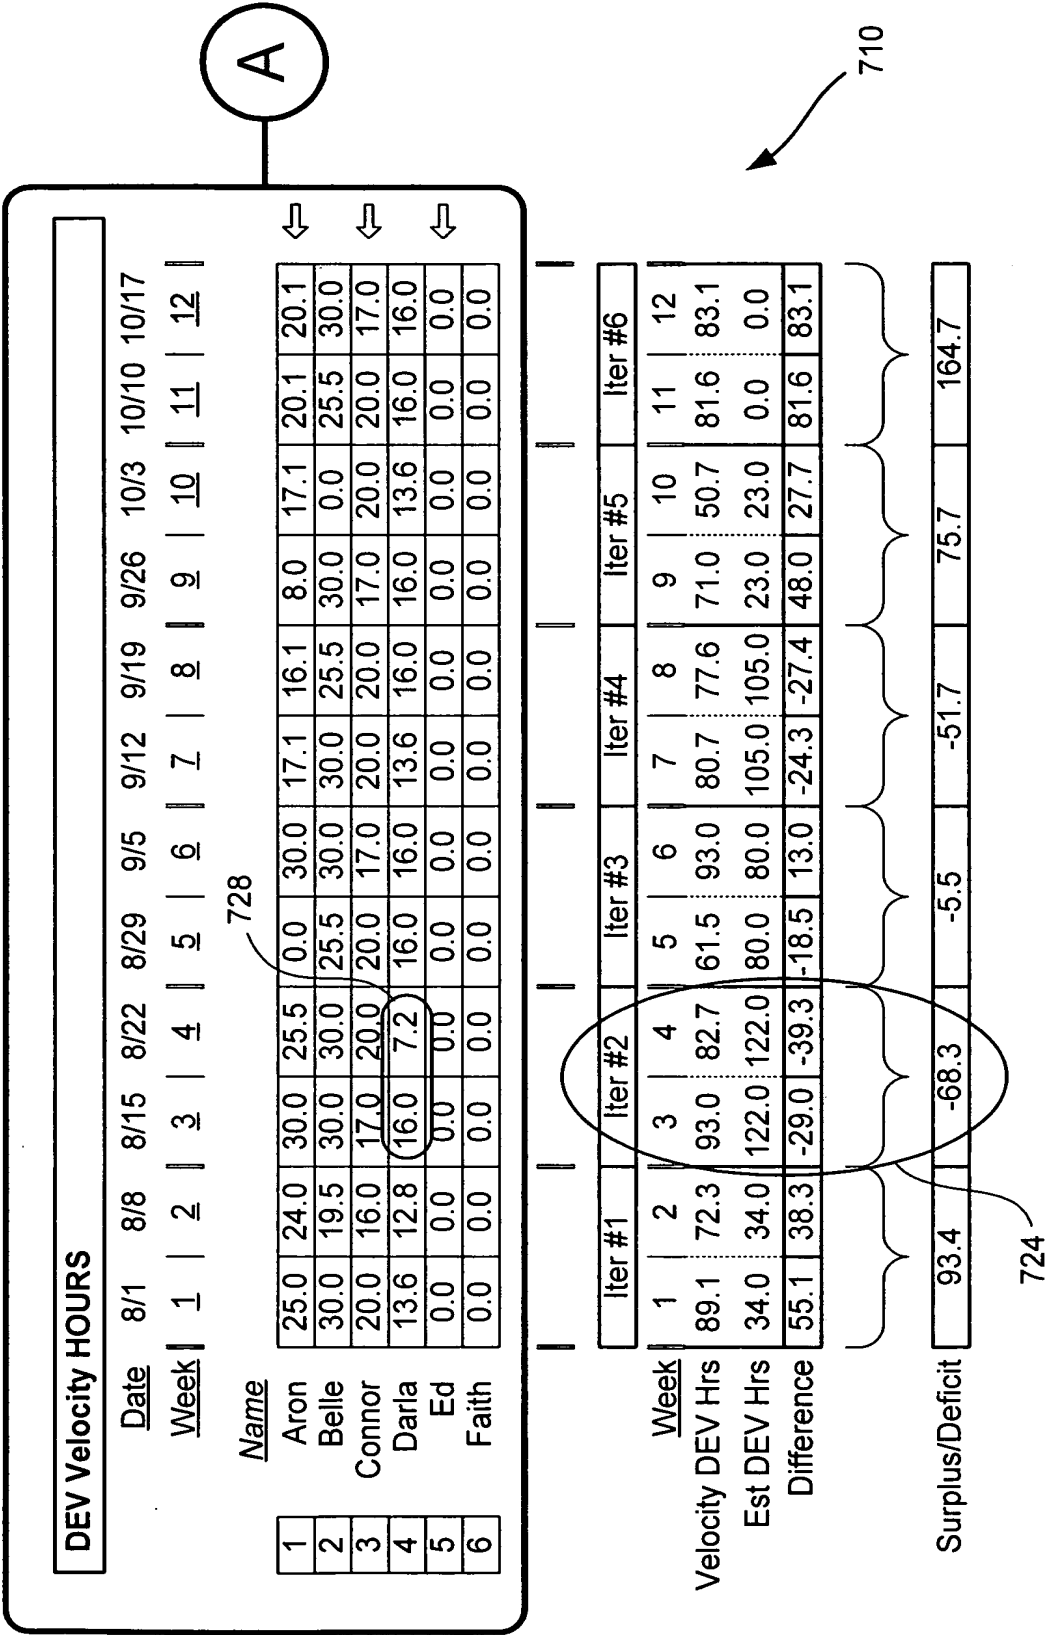 A
DEV Velocity HOURS
Date 8/1 8/8 8/15 8/22 8/29 9/5 9/12 9/19 9/26 10/3 10/10 10/17
Week 1 2 3 4 5 6 7 8 9 10 11 12
728
Name
1 Aron 25.0 24.0 30.0 25.5 0.0 30.0 17.1 16.1 8.0 17.1 20.1 20.1
2 Belle 30.0 19.5 30.0 30.0 25.5 30.0 30.0 25.5 30.0 0.0 25.5 30.0
3 Connor 20.0 16.0 17.0 20.0 20.0 17.0 20.0 20.0 17.0 20.0 20.0 17.0
4 Darla 13.6 12.8 16.0 7.2 16.0 16.0 13.6 16.0 16.0 13.6 16.0 16.0
5 Ed 0.0 0.0 0.0 0.0 0.0 0.0 0.0 0.0 0.0 0.0 0.0 0.0
6 Faith 0.0 0.0 0.0 0.0 0.0 0.0 0.0 0.0 0.0 0.0 0.0 0.0
Iter #1 Iter #2 Iter #3 Iter #4 Iter #5 Iter #6
Week 1 2 3 4 5 6 7 8 9 10 11 12
Velocity DEV Hrs 89.1 72.3 93.0 82.7 61.5 93.0 80.7 77.6 71.0 50.7 81.6 83.1
Est DEV Hrs 34.0 34.0 122.0 122.0 80.0 80.0 105.0 105.0 23.0 23.0 0.0 0.0
Difference 55.1 38.3 -29.0 -39.3 -18.5 13.0 -24.3 -27.4 48.0 27.7 81.6 83.1
710
Surplus/Deficit 93.4 -68.3 -5.5 -51.7 75.7 164.7
724